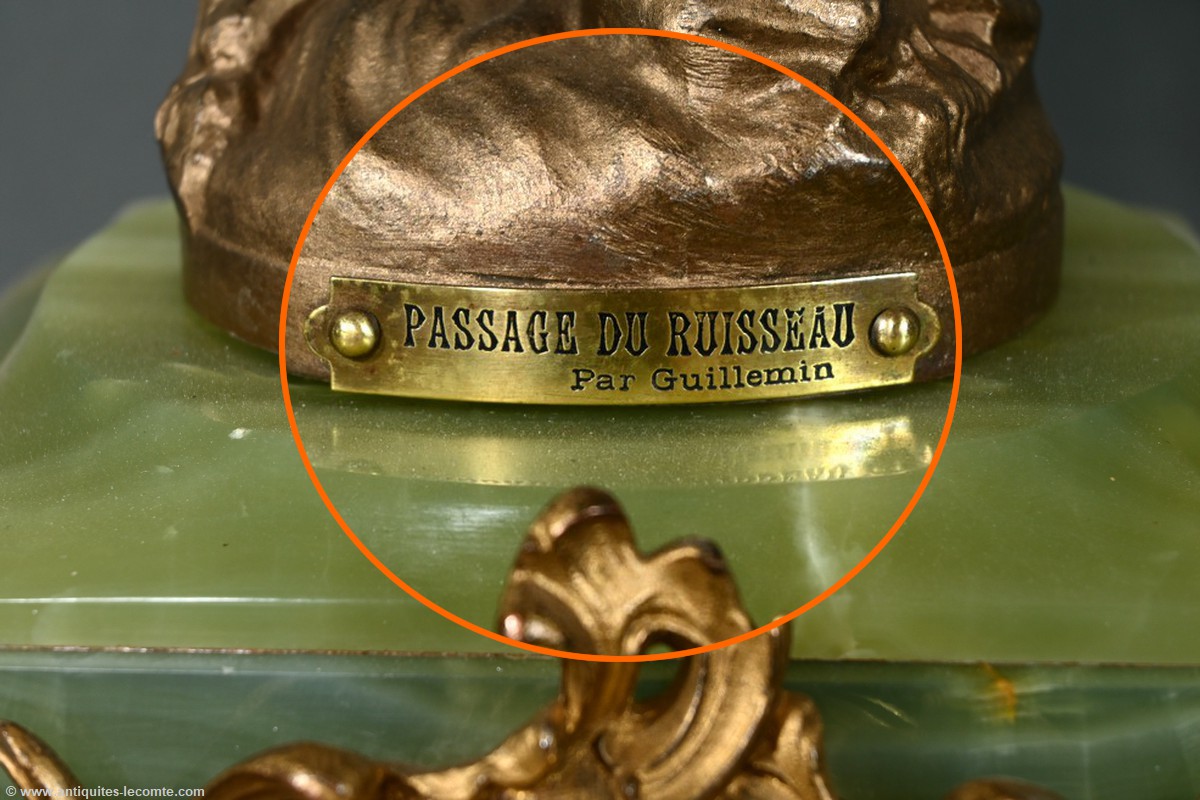 PASSAGE DU RUISSEAU
Par Guillemin
© www.antiquites-lecomte.com